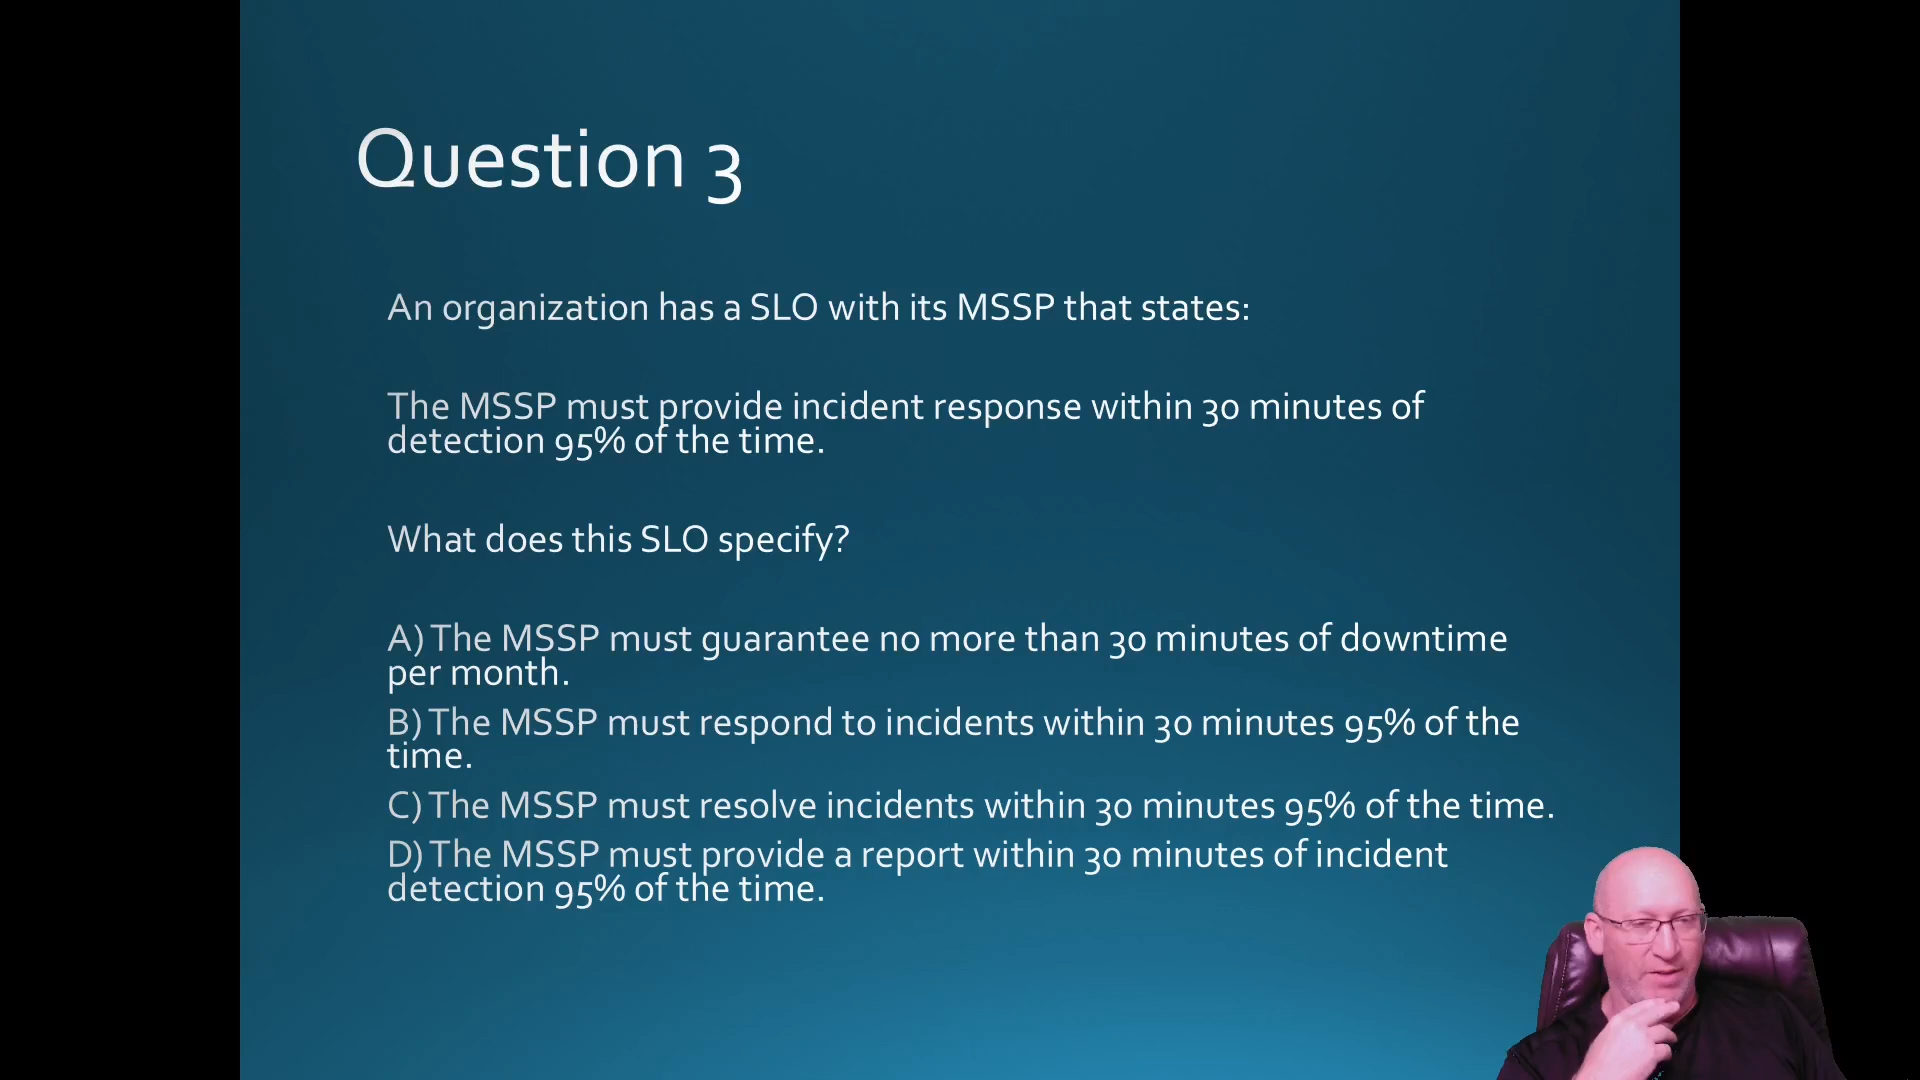 Question 3
An organization has a SLO with its MSSP that states:
The MSSP must provide incident response within 30 minutes of
detection 95% of the time.
What does this SLO specify?
A) The MSSP must guarantee no more than 30 minutes of downtime
per month.
B) The MSSP must respond to incidents within 30 minutes 95% of the
time.
C) The MSSP must resolve incidents within 30 minutes 95% of the time.
D) The MSSP must provide a report within 30 minutes of incident
detection 95% of the time.